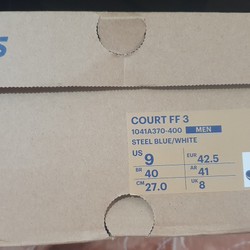 S
COURT FF 3
1041A370-400 MEN
STEEL BLUE/WHITE
US 9 EUR 42.5
BR 40 AR 41
CM 27.0 UK 8